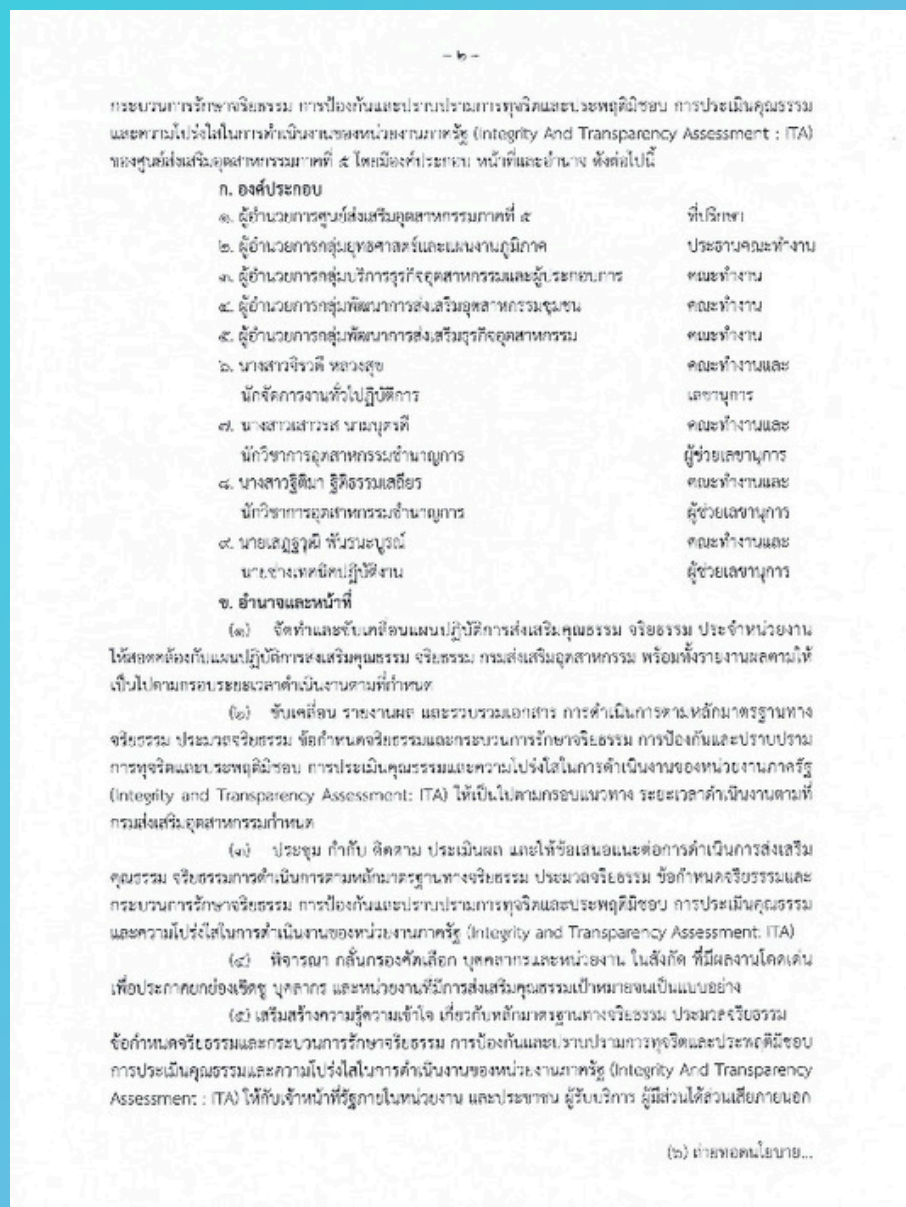 - ๒ -
กระบวนการรักษาจริยธรรม การป้องกันและปราบปรามการทุจริตและประพฤติมิชอบ การประเมินคุณธรรม
และความโปร่งใสในการดำเนินงานของหน่วยงานภาครัฐ (Integrity And Transparency Assessment : ITA)
ของศูนย์ส่งเสริมอุตสาหกรรมภาคที่ ๕ โดยมีองค์ประกอบ หน้าที่และอำนาจ ดังต่อไปนี้
ก. องค์ประกอบ
๑. ผู้อำนวยการศูนย์ส่งเสริมอุตสาหกรรมภาคที่ ๕ ที่ปรึกษา
๒. ผู้อำนวยการกลุ่มยุทธศาสตร์และแผนงานภูมิภาค ประธานคณะทำงาน
๓. ผู้อำนวยการกลุ่มบริการธุรกิจอุตสาหกรรมและผู้ประกอบการ คณะทำงาน
๔. ผู้อำนวยการกลุ่มพัฒนาการส่งเสริมอุตสาหกรรมชุมชน คณะทำงาน
๕. ผู้อำนวยการกลุ่มพัฒนาการส่งเสริมธุรกิจอุตสาหกรรม คณะทำงาน
๖. นางสาวจิรวดี หลวงสุข คณะทำงานและ
นักจัดการงานทั่วไปปฏิบัติการ เลขานุการ
๗. นางสาวเสาวรส นามบุตรดี คณะทำงานและ
นักวิชาการอุตสาหกรรมชำนาญการ ผู้ช่วยเลขานุการ
๘. นางสาวฐิติมา ฐิติธรรมเสถียร คณะทำงานและ
นักวิชาการอุตสาหกรรมชำนาญการ ผู้ช่วยเลขานุการ
๙. นายเสฎฐวุฒิ พันธนะบูรณ์ คณะทำงานและ
นายช่างเทคนิคปฏิบัติงาน ผู้ช่วยเลขานุการ
ข. อำนาจและหน้าที่
(๑) จัดทำและขับเคลื่อนแผนปฏิบัติการส่งเสริมคุณธรรม จริยธรรม ประจำหน่วยงาน
ให้สอดคล้องกับแผนปฏิบัติการส่งเสริมคุณธรรม จริยธรรม กรมส่งเสริมอุตสาหกรรม พร้อมทั้งรายงานผลตามให้
เป็นไปตามกรอบระยะเวลาดำเนินงานตามที่กำหนด
(๒) ขับเคลื่อน รายงานผล และรวบรวมเอกสาร การดำเนินการตามหลักมาตรฐานทาง
จริยธรรม ประมวลจริยธรรม ข้อกำหนดจริยธรรมและกระบวนการรักษาจริยธรรม การป้องกันและปราบปราม
การทุจริตและประพฤติมิชอบ การประเมินคุณธรรมและความโปร่งใสในการดำเนินงานของหน่วยงานภาครัฐ
(Integrity and Transparency Assessment: ITA) ให้เป็นไปตามกรอบแนวทาง ระยะเวลาดำเนินงานตามที่
กรมส่งเสริมอุตสาหกรรมกำหนด
(๓) ประชุม กำกับ ติดตาม ประเมินผล และให้ข้อเสนอแนะต่อการดำเนินการส่งเสริม
คุณธรรม จริยธรรมการดำเนินการตามหลักมาตรฐานทางจริยธรรม ประมวลจริยธรรม ข้อกำหนดจริยธรรมและ
กระบวนการรักษาจริยธรรม การป้องกันและปราบปรามการทุจริตและประพฤติมิชอบ การประเมินคุณธรรม
และความโปร่งใสในการดำเนินงานของหน่วยงานภาครัฐ (Integrity and Transparency Assessment: ITA)
(๔) พิจารณา กลั่นกรองคัดเลือก บุคคลากรและหน่วยงาน ในสังกัด ที่มีผลงานโดดเด่น
เพื่อประกาศยกย่องเชิดชู บุคลากร และหน่วยงานที่มีการส่งเสริมคุณธรรมเป้าหมายจนเป็นแบบอย่าง
(๕) เสริมสร้างความรู้ความเข้าใจ เกี่ยวกับหลักมาตรฐานทางจริยธรรม ประมวลจริยธรรม
ข้อกำหนดจริยธรรมและกระบวนการรักษาจริยธรรม การป้องกันและปราบปรามการทุจริตและประพฤติมิชอบ
การประเมินคุณธรรมและความโปร่งใสในการดำเนินงานของหน่วยงานภาครัฐ (Integrity And Transparency
Assessment : ITA) ให้กับเจ้าหน้าที่รัฐภายในหน่วยงาน และประชาชน ผู้รับบริการ ผู้มีส่วนได้ส่วนเสียภายนอก
(๖) ถ่ายทอดนโยบาย...